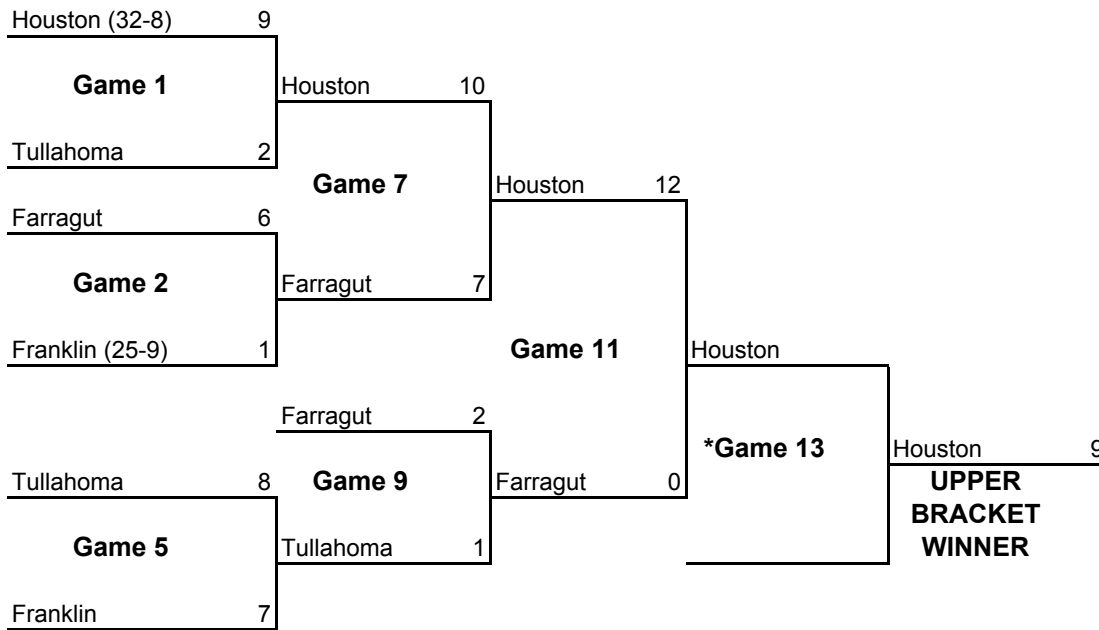 Houston (32-8) 9
Game 1
Houston 10
Tullahoma 2
Game 7
Houston 12
Farragut 6
Game 2
Farragut 7
Franklin (25-9) 1
Game 11
Houston
Farragut 2
*Game 13
Houston 9
Tullahoma 8
Game 9
Farragut 0
UPPER
BRACKET
WINNER
Game 5
Tullahoma 1
Franklin 7